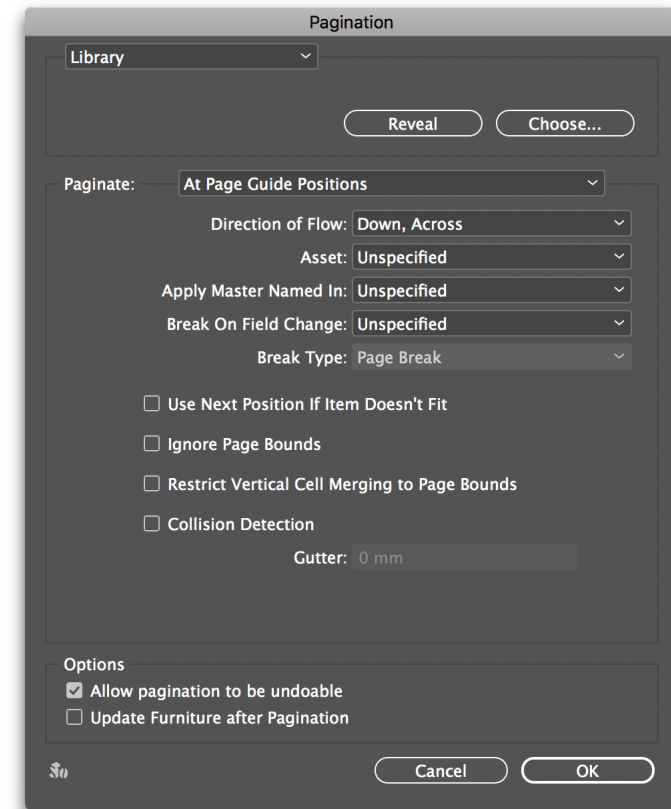 Pagination
Library
Reveal Choose...
Paginate: At Page Guide Positions
Direction of Flow: Down, Across
Asset: Unspecified
Apply Master Named In: Unspecified
Break On Field Change: Unspecified
Break Type: Page Break
Use Next Position If Item Doesn't Fit
Ignore Page Bounds
Restrict Vertical Cell Merging to Page Bounds
Collision Detection
Gutter: 0 mm
Options
Allow pagination to be undoable
Update Furniture after Pagination
Cancel OK